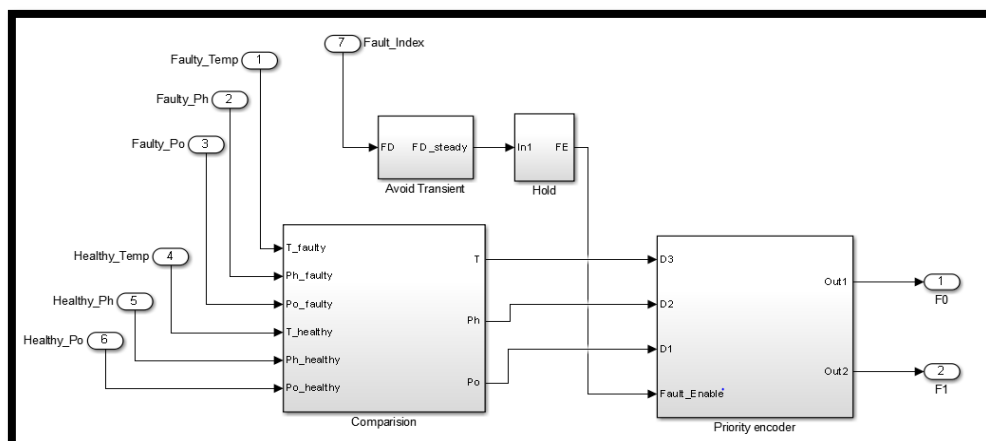 7 Fault_Index
Faulty_Temp 1
Faulty_Ph 2
Faulty_Po 3
FD FD_steady
Avoid Transient
In1 FE
Hold
Healthy_Temp 4
Healthy_Ph 5
Healthy_Po 6
T_faulty
Ph_faulty
Po_faulty
T_healthy
Ph_healthy
Po_healthy
T
Ph
Po
Comparision
D3
D2
D1
Fault_Enable
Out1
Out2
Priority encoder
1
F0
2
F1